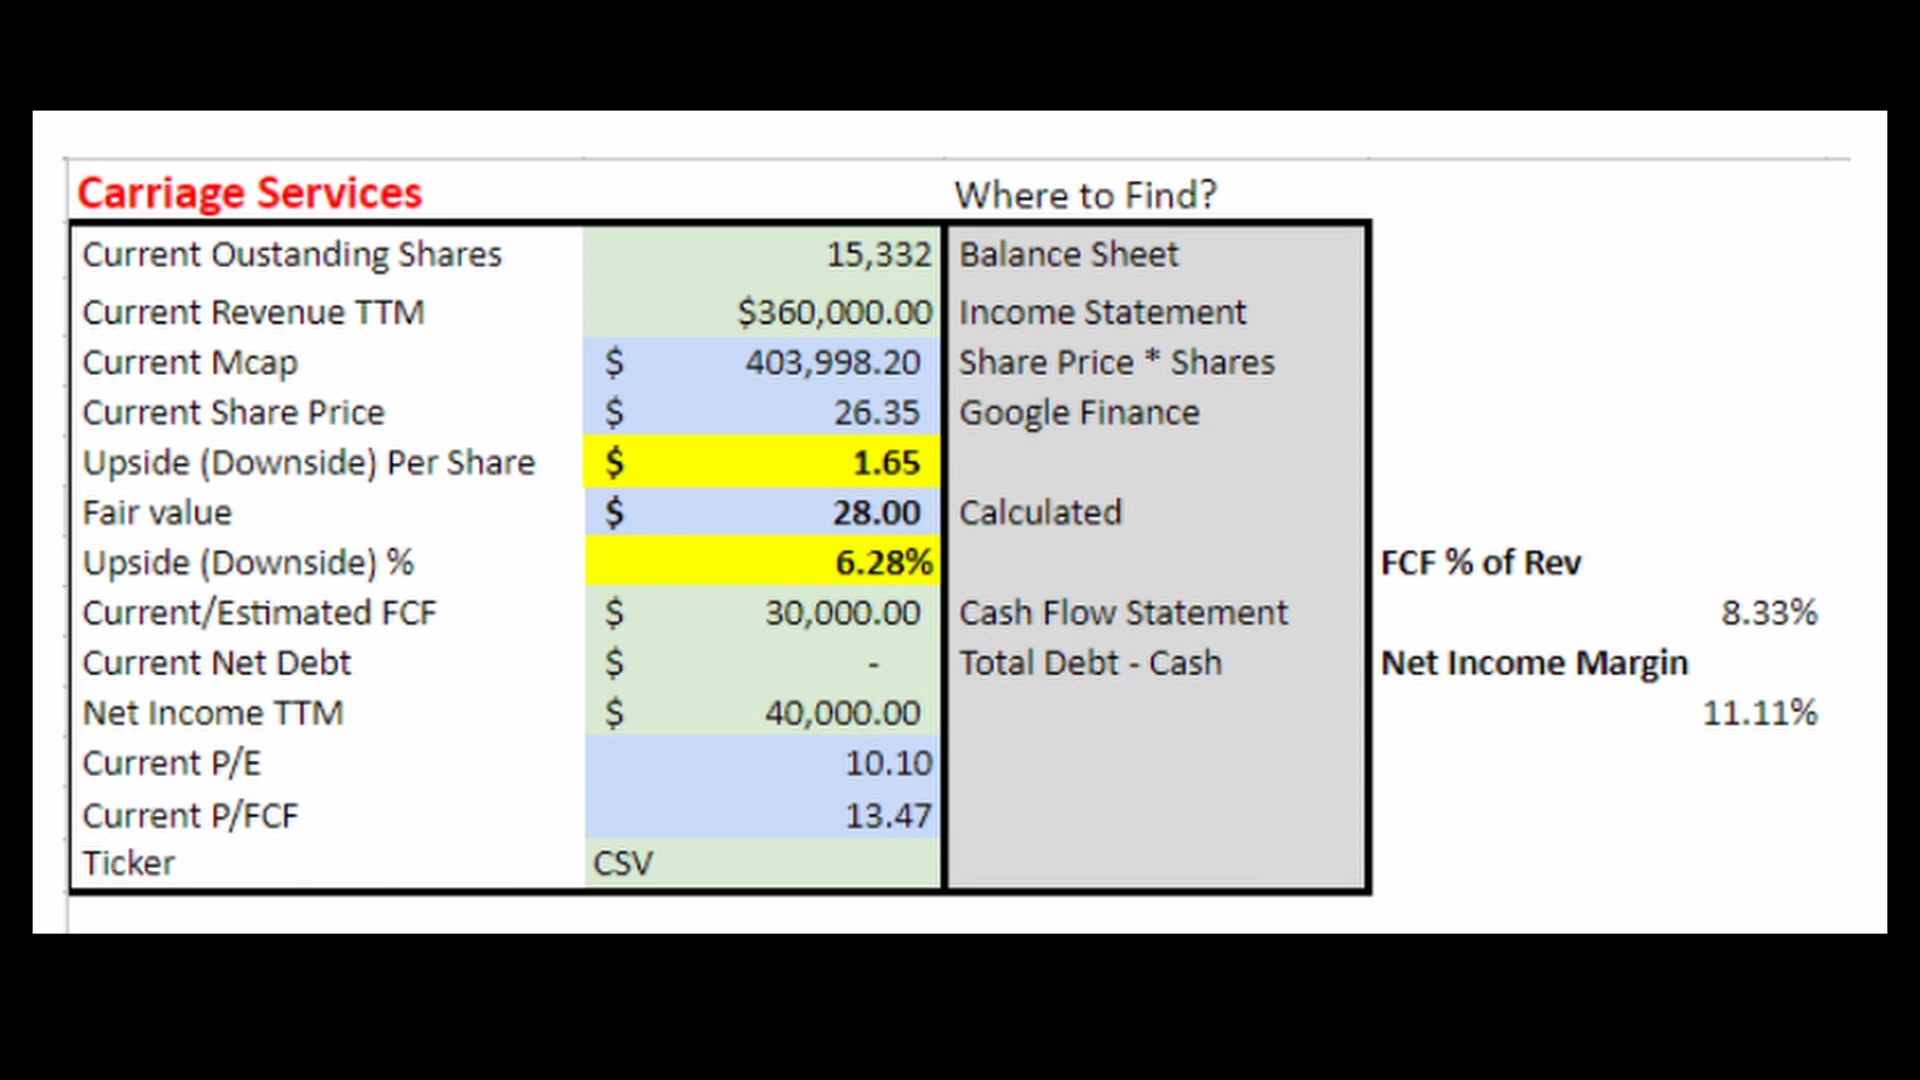 Carriage Services Where to Find?
Current Oustanding Shares 15,332 Balance Sheet
Current Revenue TTM $360,000.00 Income Statement
Current Mcap $ 403,998.20 Share Price * Shares
Current Share Price $ 26.35 Google Finance
Upside (Downside) Per Share $ 1.65
Fair value $ 28.00 Calculated
Upside (Downside) % 6.28% FCF % of Rev
Current/Estimated FCF $ 30,000.00 Cash Flow Statement 8.33%
Current Net Debt $ - Total Debt - Cash Net Income Margin
Net Income TTM $ 40,000.00 11.11%
Current P/E 10.10
Current P/FCF 13.47
Ticker CSV